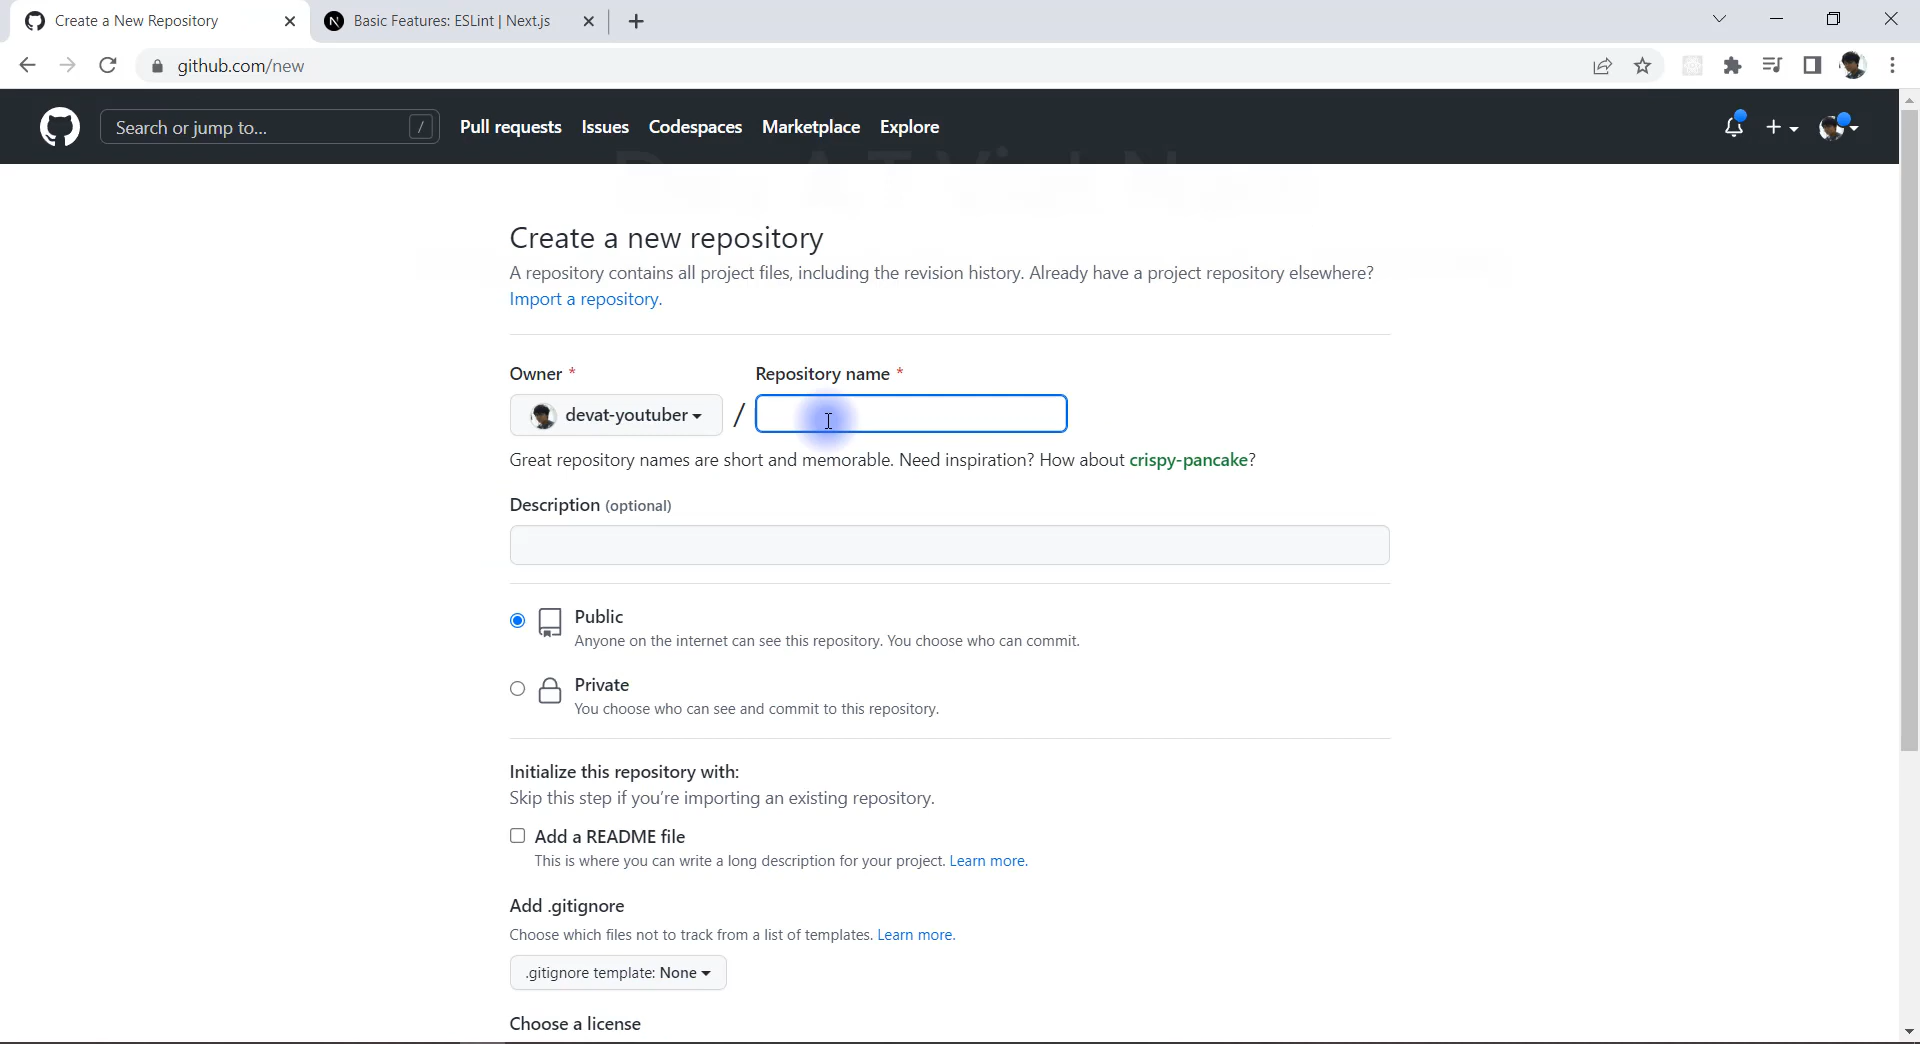 Create a New Repository
Basic Features: ESLint | Next.js
github.com/new
Search or jump to... /
Pull requests Issues Codespaces Marketplace Explore
Create a new repository
A repository contains all project files, including the revision history. Already have a project repository elsewhere?
Import a repository.
Owner *
Repository name *
devat-youtuber /
Great repository names are short and memorable. Need inspiration? How about crispy-pancake?
Description (optional)
Public
Anyone on the internet can see this repository. You choose who can commit.
Private
You choose who can see and commit to this repository.
Initialize this repository with:
Skip this step if you're importing an existing repository.
Add a README file
This is where you can write a long description for your project. Learn more.
Add .gitignore
Choose which files not to track from a list of templates. Learn more.
.gitignore template: None
Choose a license